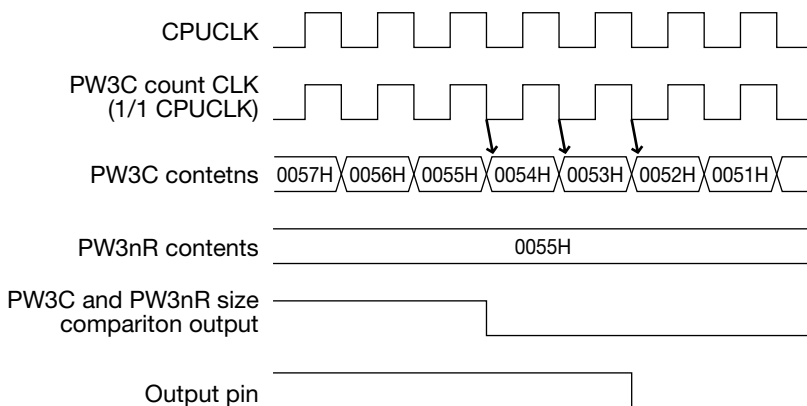 CPUCLK
PW3C count CLK
(1/1 CPUCLK)
PW3C contetns 0057H 0056H 0055H 0054H 0053H 0052H 0051H
PW3nR contents 0055H
PW3C and PW3nR size
compariton output
Output pin